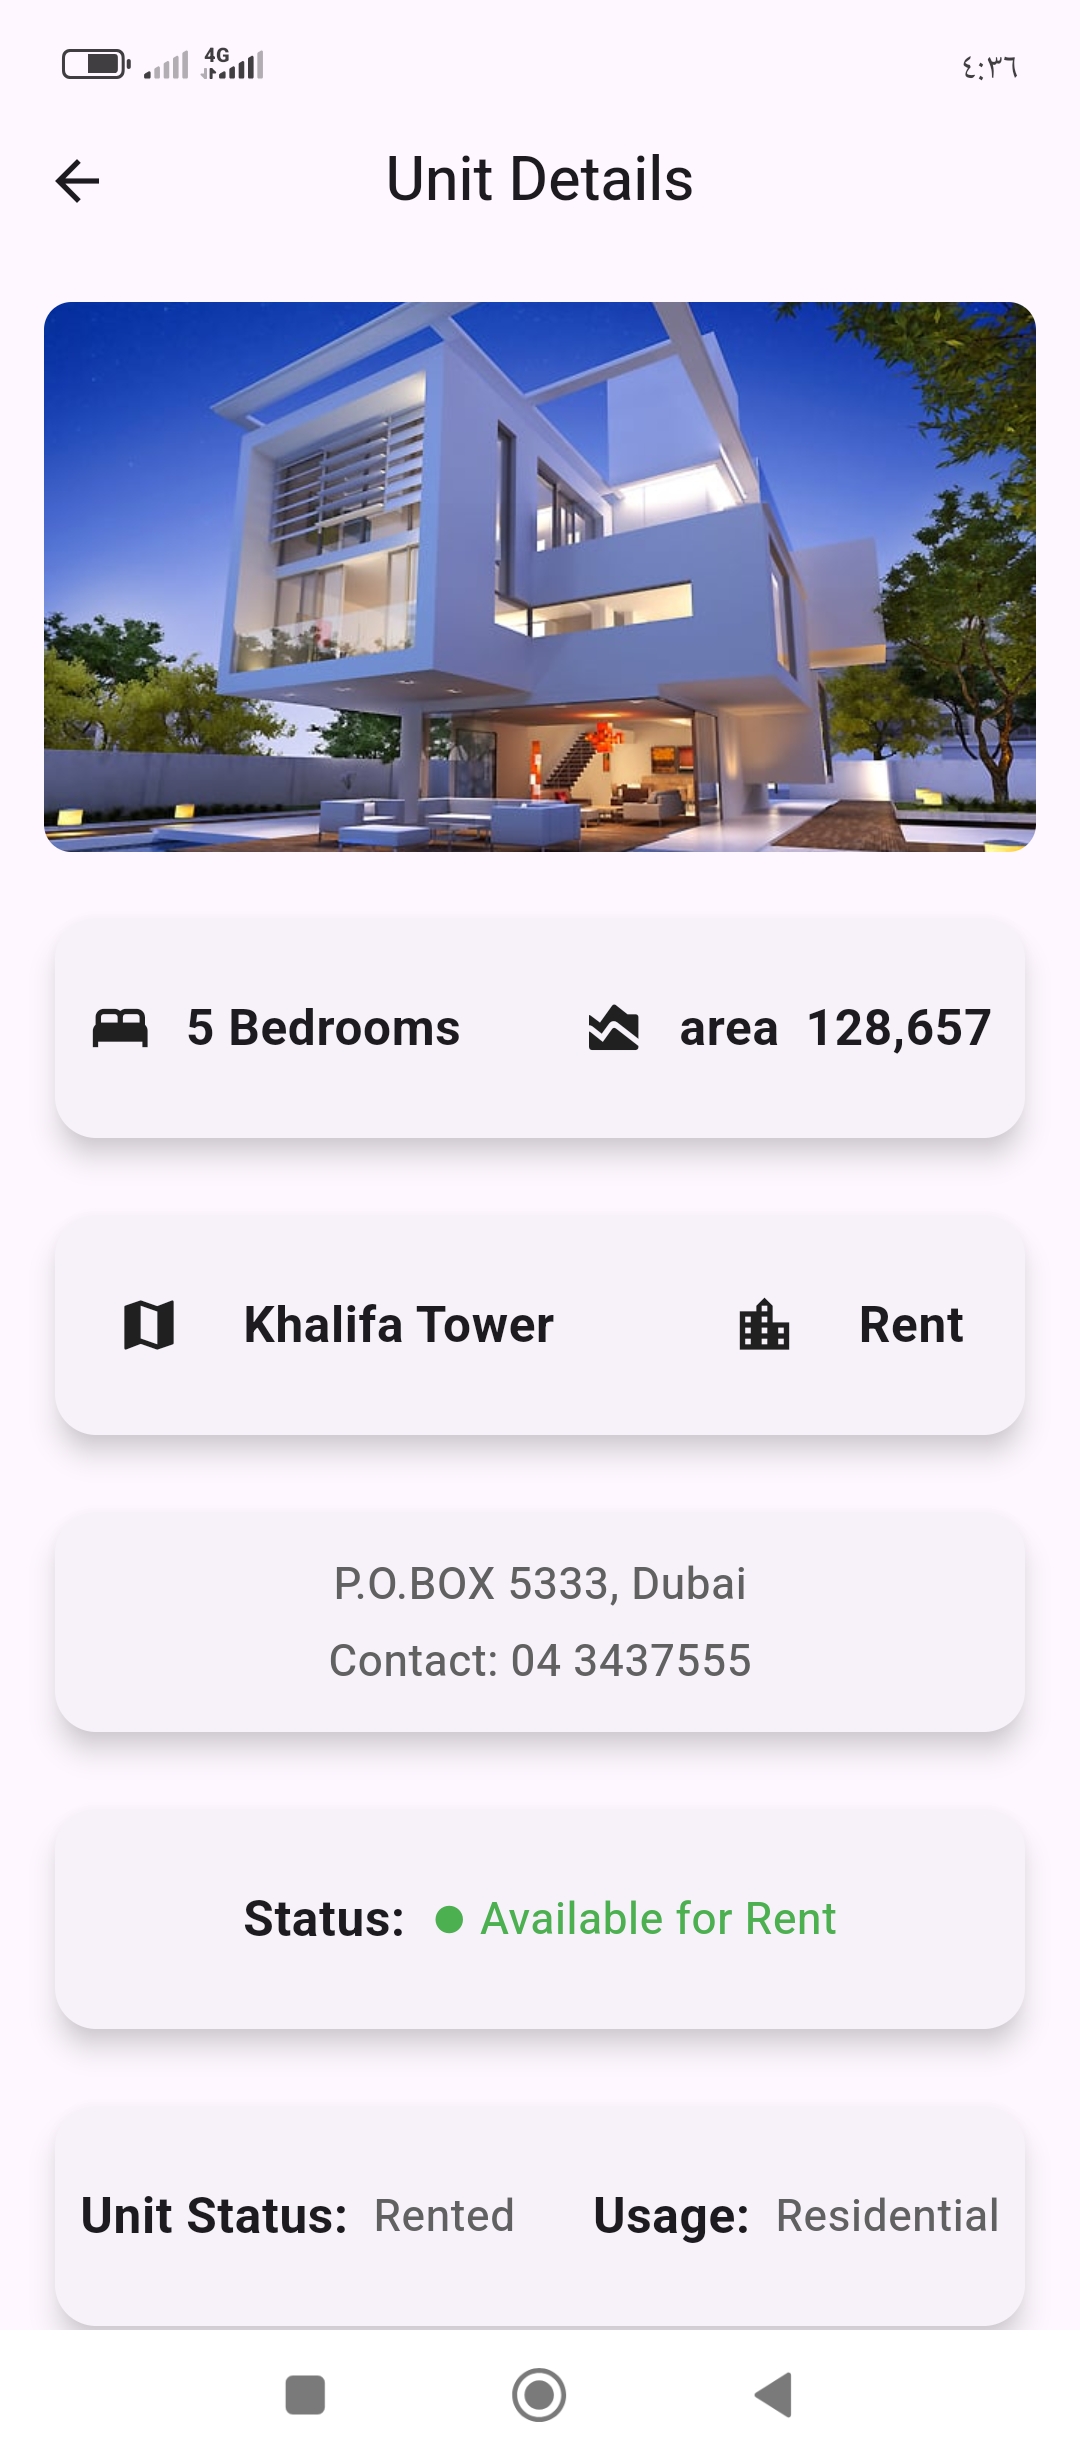 4G
٤:٣٦
Unit Details
5 Bedrooms area 128,657
Khalifa Tower Rent
P.O.BOX 5333, Dubai
Contact: 04 3437555
Status: Available for Rent
Unit Status: Rented Usage: Residential